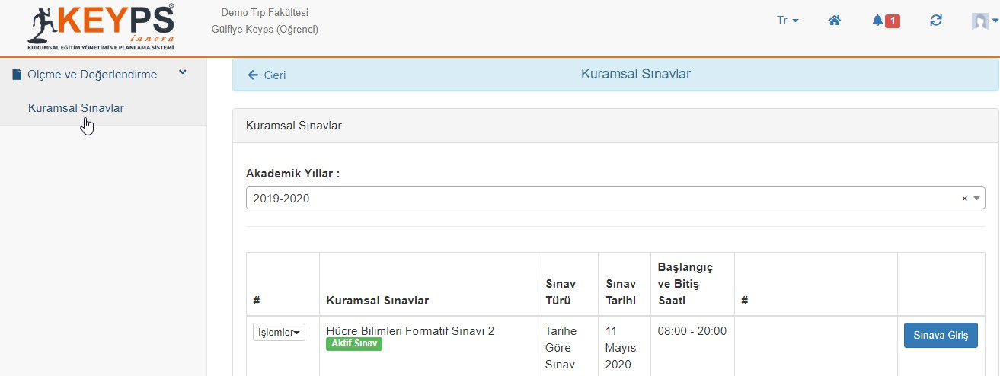 KEYPS®
innova
KURUMSAL EĞİTİM YÖNETİMİ VE PLANLAMA SİSTEMİ
Demo Tıp Fakültesi
Gülfiye Keyps (Öğrenci)
Tr
1
Ölçme ve Değerlendirme
Kuramsal Sınavlar
Geri
Kuramsal Sınavlar
Kuramsal Sınavlar
Akademik Yıllar :
2019-2020
×
#
Kuramsal Sınavlar
Sınav
Türü
Sınav
Tarihi
Başlangıç
ve Bitiş
Saati
#
İşlemler
Hücre Bilimleri Formatif Sınavı 2
Aktif Sınav
Tarihe
Göre
Sınav
11
Mayıs
2020
08:00 - 20:00
Sınava Giriş